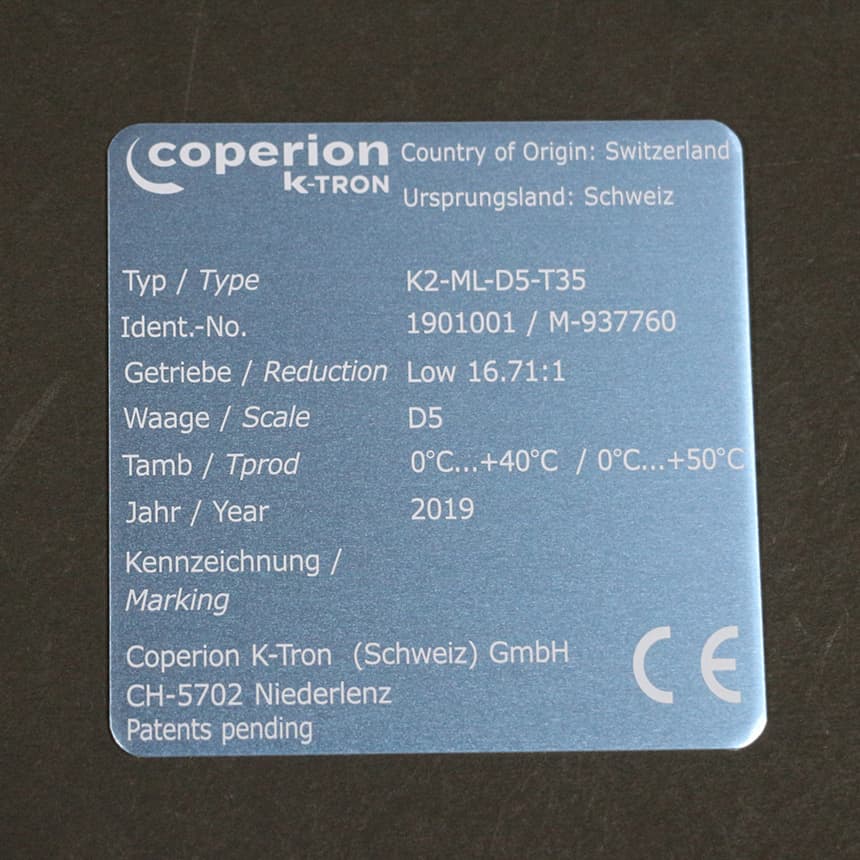 coperion
K-TRON
Country of Origin: Switzerland
Ursprungsland: Schweiz
Typ / Type K2-ML-D5-T35
Ident.-No. 1901001 / M-937760
Getriebe / Reduction Low 16.71:1
Waage / Scale D5
Tamb / Tprod 0°C...+40°C / 0°C...+50°C
Jahr / Year 2019
Kennzeichnung /
Marking
Coperion K-Tron (Schweiz) GmbH
CH-5702 Niederlenz
Patents pending
CE